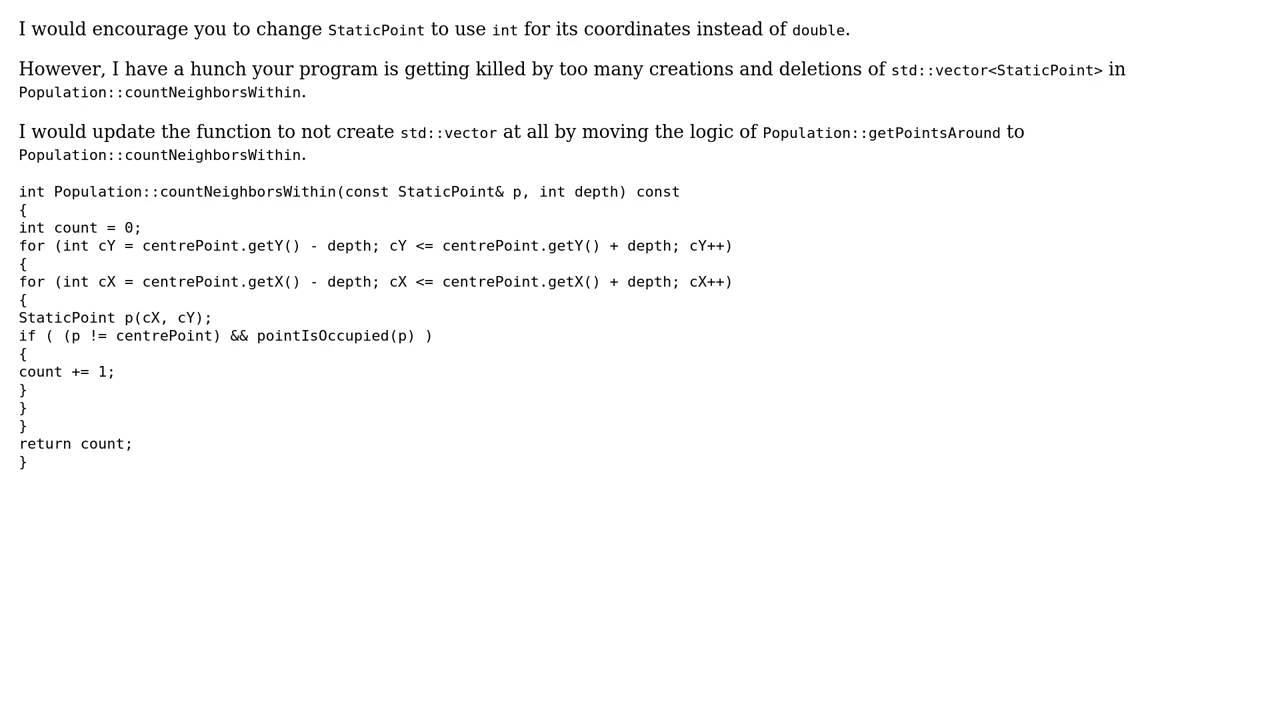 I would encourage you to change StaticPoint to use int for its coordinates instead of double.
However, I have a hunch your program is getting killed by too many creations and deletions of std::vector<StaticPoint> in
Population::countNeighborsWithin.
I would update the function to not create std::vector at all by moving the logic of Population::getPointsAround to
Population::countNeighborsWithin.
int Population::countNeighborsWithin(const StaticPoint& p, int depth) const
{
int count = 0;
for (int cY = centrePoint.getY() - depth; cY <= centrePoint.getY() + depth; cY++)
{
for (int cX = centrePoint.getX() - depth; cX <= centrePoint.getX() + depth; cX++)
{
StaticPoint p(cX, cY);
if ( (p != centrePoint) && pointIsOccupied(p) )
{
count += 1;
}
}
}
return count;
}